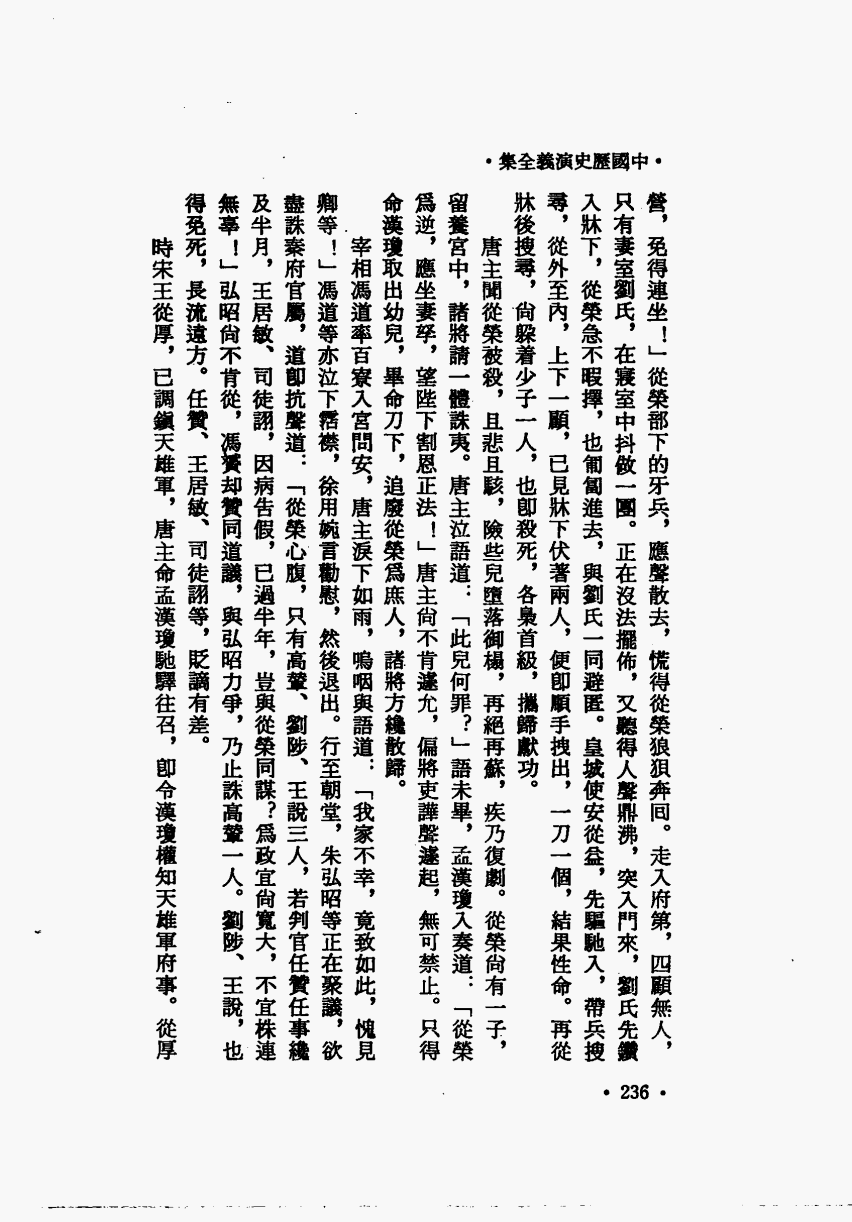 •中國歷史演義全集•
營，免得連坐！」從榮部下的牙兵，應聲散去，慌得從榮狼狽奔回。走入府第，四顧無人，
只有妻室劉氏，在寢室中抖做一團。正在沒法擺佈，又聽得人聲鼎沸，突入門來，劉氏先鑽
入牀下，從榮急不暇擇，也匍匐進去，與劉氏一同避匿。皇城使安從益，先驅馳入，帶兵搜
尋，從外至內，上下一顧，已見牀下伏著兩人，便卽順手拽出，一刀一個，結果性命。再從
牀後搜尋，尙躱着少子一人，也卽殺死，各梟首級，攜歸獻功。
唐主聞從榮被殺，且悲且駭，險些兒墮落御榻，再絕再蘇，疾乃復劇。從榮尙有一子，
留養宮中，諸將請一體誅夷。唐主泣語道：「此兒何罪？」語未畢，孟漢瓊入奏道：「從榮
爲逆，應坐妻孥，望陛下割恩正法！」唐主尙不肯遽允，偏將吏譁聲遽起，無可禁止。只得
命漢瓊取出幼兒，畢命刀下，追廢從榮爲庶人，諸將方纔散歸。
宰相馮道率百寮入宮問安，唐主淚下如雨，嗚咽與語道：「我家不幸，竟致如此，愧見
卿等！」馮道等亦泣下霑襟，徐用婉言勸慰，然後退出。行至朝堂，朱弘昭等正在聚議，欲
盡誅秦府官屬，道卽抗聲道：「從榮心腹，只有高輦、劉陟、王說三人，若判官任贊任事纔
及半月，王居敏、司徒詡，因病告假，已過半年，豈與從榮同謀？爲政宜尙寬大，不宜株連
無辜！」弘昭尙不肯從，馮贇却贊同道議，與弘昭力爭，乃止誅高輦一人。劉陟、王說，也
得免死，長流遠方。任贊、王居敏、司徒詡等，貶謫有差。
時宋王從厚，已調鎭天雄軍，唐主命孟漢瓊馳驛往召，卽令漢瓊權知天雄軍府事。從厚
• 236 •